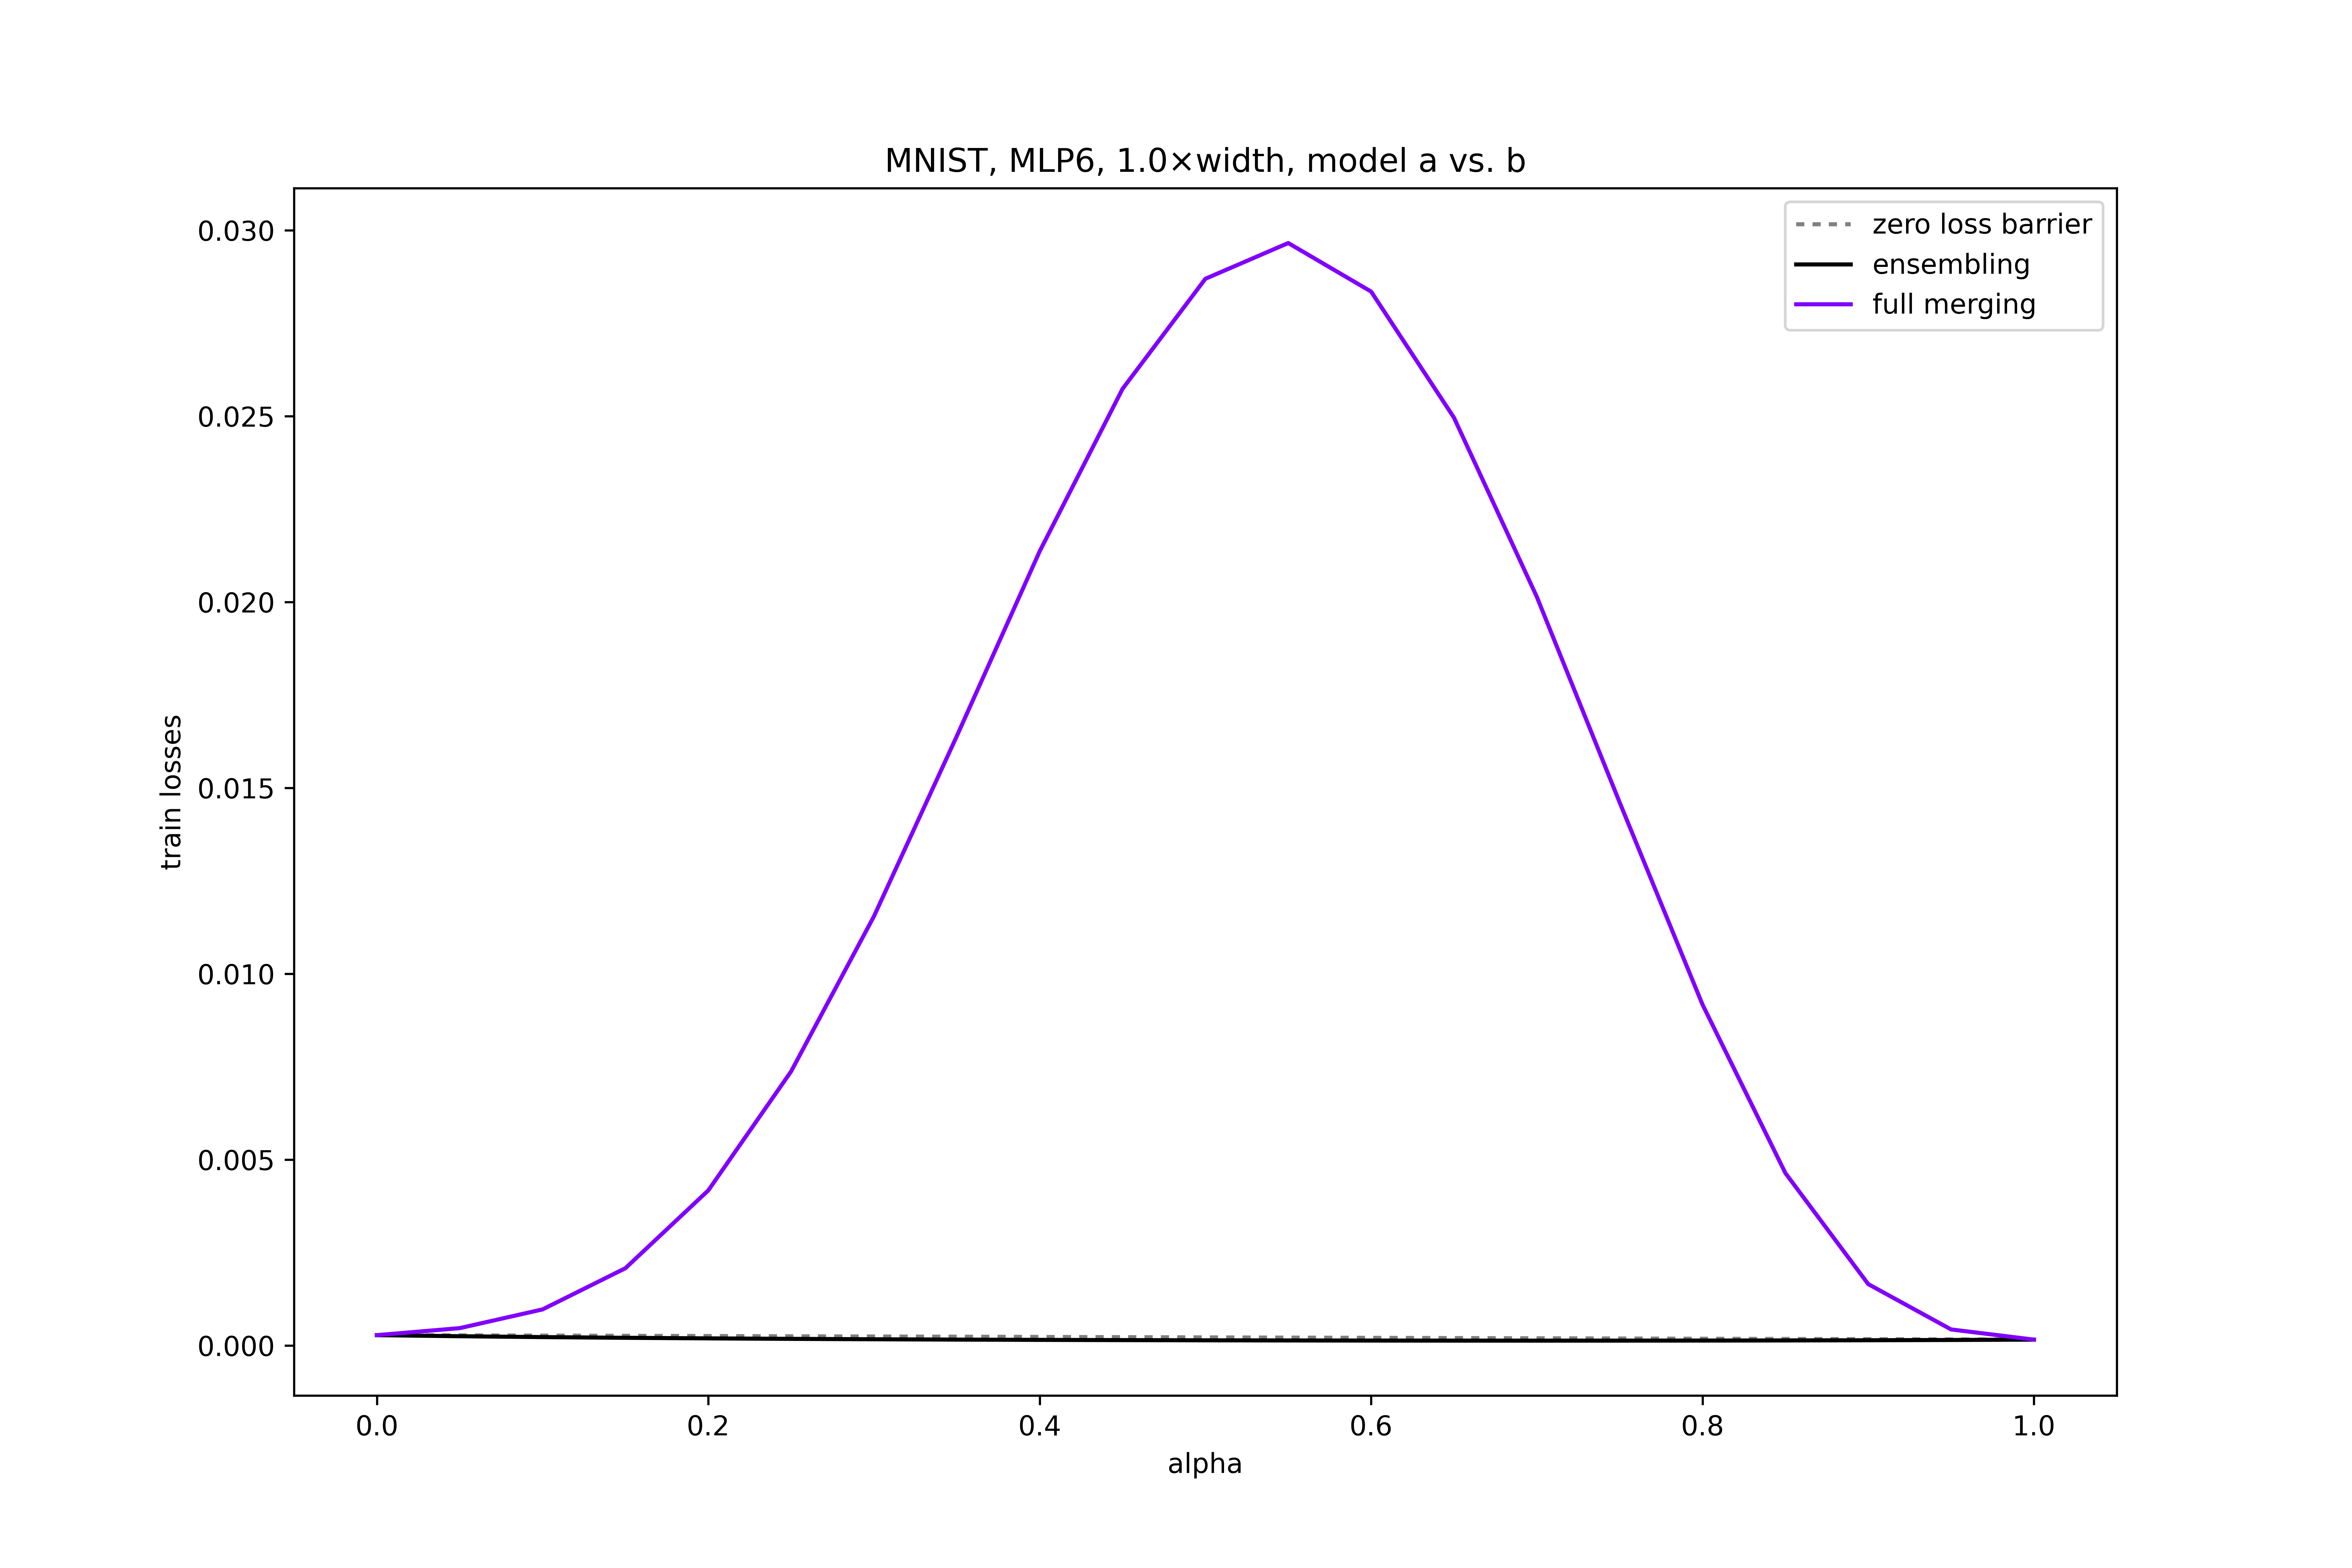 MNIST, MLP6, 1.0×width, model a vs. b
zero loss barrier
ensembling
full merging
train losses
0.030
0.025
0.020
0.015
0.010
0.005
0.000
0.0 0.2 0.4 0.6 0.8 1.0
alpha